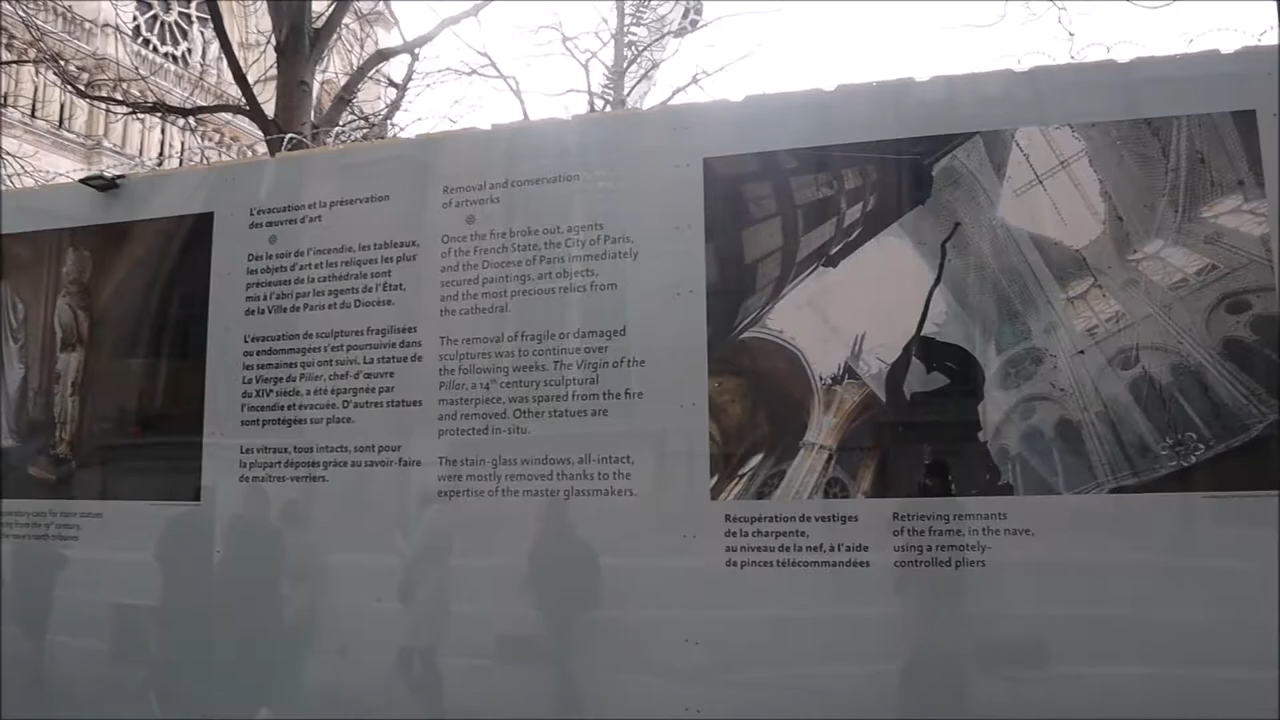 L'évacuation et la préservation
des œuvres d'art
Dès le soir de l'incendie, les tableaux,
les objets d'art et les reliques les plus
précieuses de la cathédrale sont
mis à l'abri par les agents de l'État,
de la Ville de Paris et du Diocèse.
L'évacuation de sculptures fragilisées
ou endommagées s'est poursuivie dans
les semaines qui ont suivi. La statue de
La Vierge du Pilier, chef-d'œuvre
du XIVe siècle, a été épargnée par
l'incendie et évacuée. D'autres statues
sont protégées sur place.
Les vitraux, tous intacts, sont pour
la plupart déposés grâce au savoir-faire
de maîtres-verriers.
Removal and conservation
of artworks
Once the fire broke out, agents
of the French State, the City of Paris,
and the Diocese of Paris immediately
secured paintings, art objects,
and the most precious relics from
the cathedral.
The removal of fragile or damaged
sculptures was to continue over
the following weeks. The Virgin of the
Pillar, a 14th century sculptural
masterpiece, was spared from the fire
and removed. Other statues are
protected in-situ.
The stain-glass windows, all-intact,
were mostly removed thanks to the
expertise of the master glassmakers.
for stone statues
from the 19th century,
the nave's north tribunes
Récupération de vestiges
de la charpente,
au niveau de la nef, à l'aide
de pinces télécommandées
Retrieving remnants
of the frame, in the nave,
using a remotely-
controlled pliers